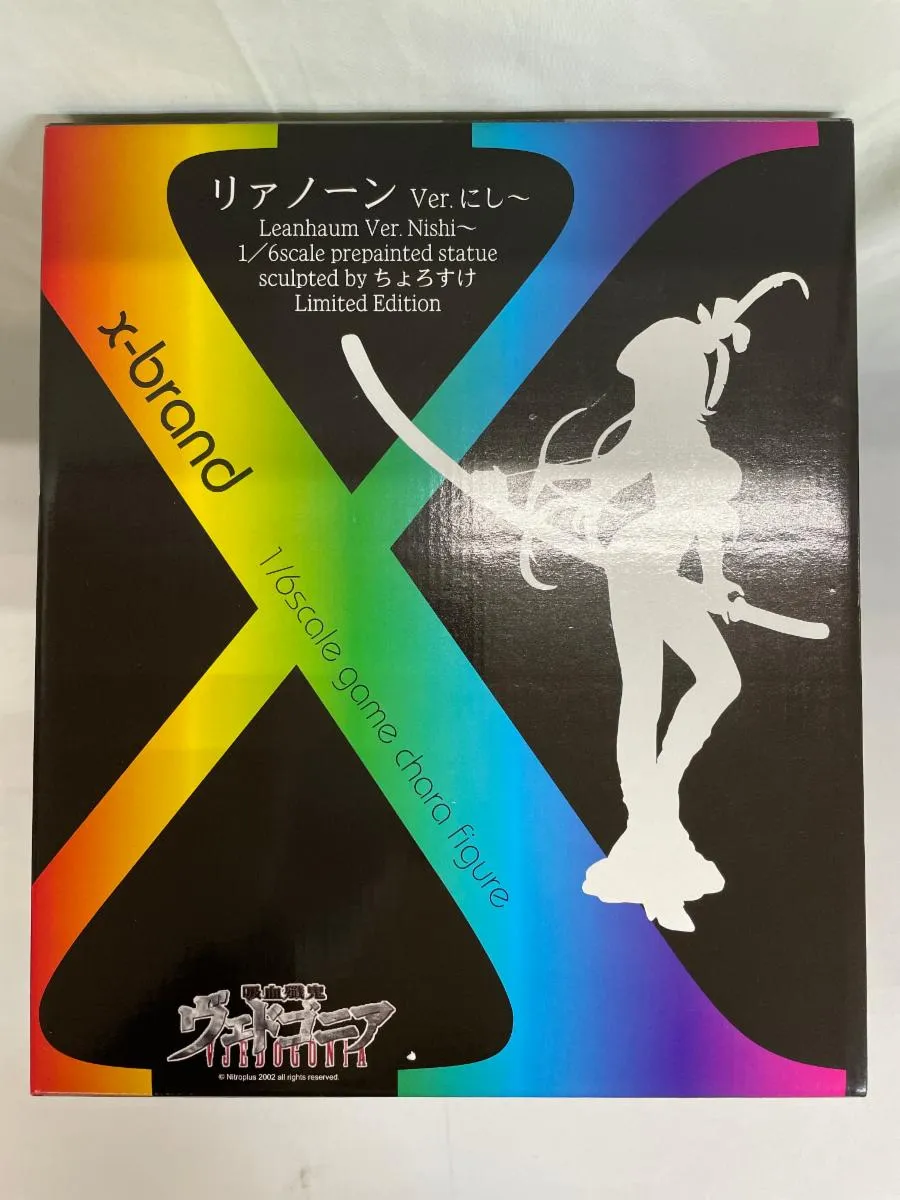 リァノーン Ver. にし～
Leanhaum Ver. Nishi～
1／6scale prepainted statue
sculpted by ちょろすけ
Limited Edition
x-brand
1/6scale game chara figure
吸血殲鬼
ヴェドゴニア
VJEDOGONIA
© Nitroplus 2002 all rights reserved.